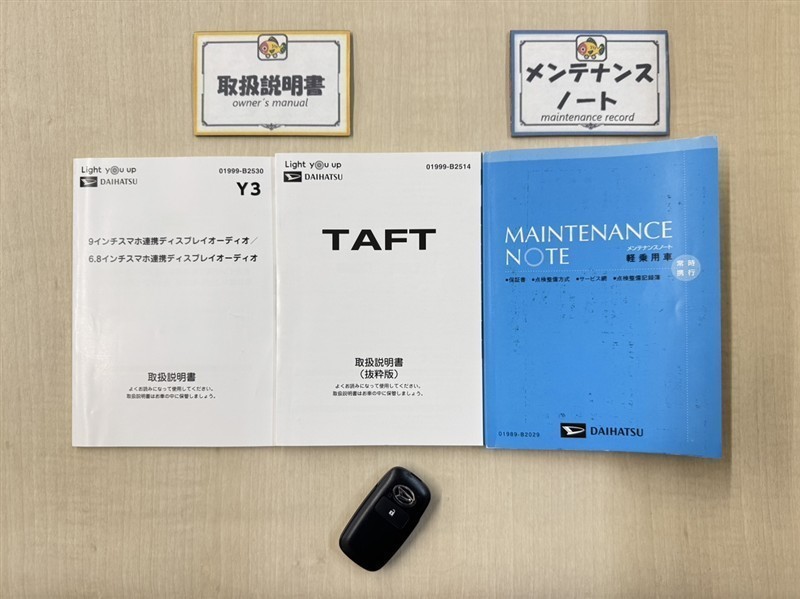 取扱説明書
owner's manual
メンテナンス
ノート
maintenance record
Light you up
DAIHATSU
01999-B2530
Y3
9インチスマホ連携ディスプレイオーディオ/
6.8インチスマホ連携ディスプレイオーディオ
取扱説明書
よくお読みになって使用してください。
取扱説明書はお車の中に保管しましょう。
Light you up
DAIHATSU
01999-B2514
TAFT
取扱説明書
(抜粋版)
よくお読みになって使用してください。
取扱説明書はお車の中に保管しましょう。
MAINTENANCE
NOTE
メンテナンスノート
軽乗用車
常時
携行
●保証書 ●点検整備方式 ●サービス網 ●点検整備記録簿
01989-B2029
DAIHATSU